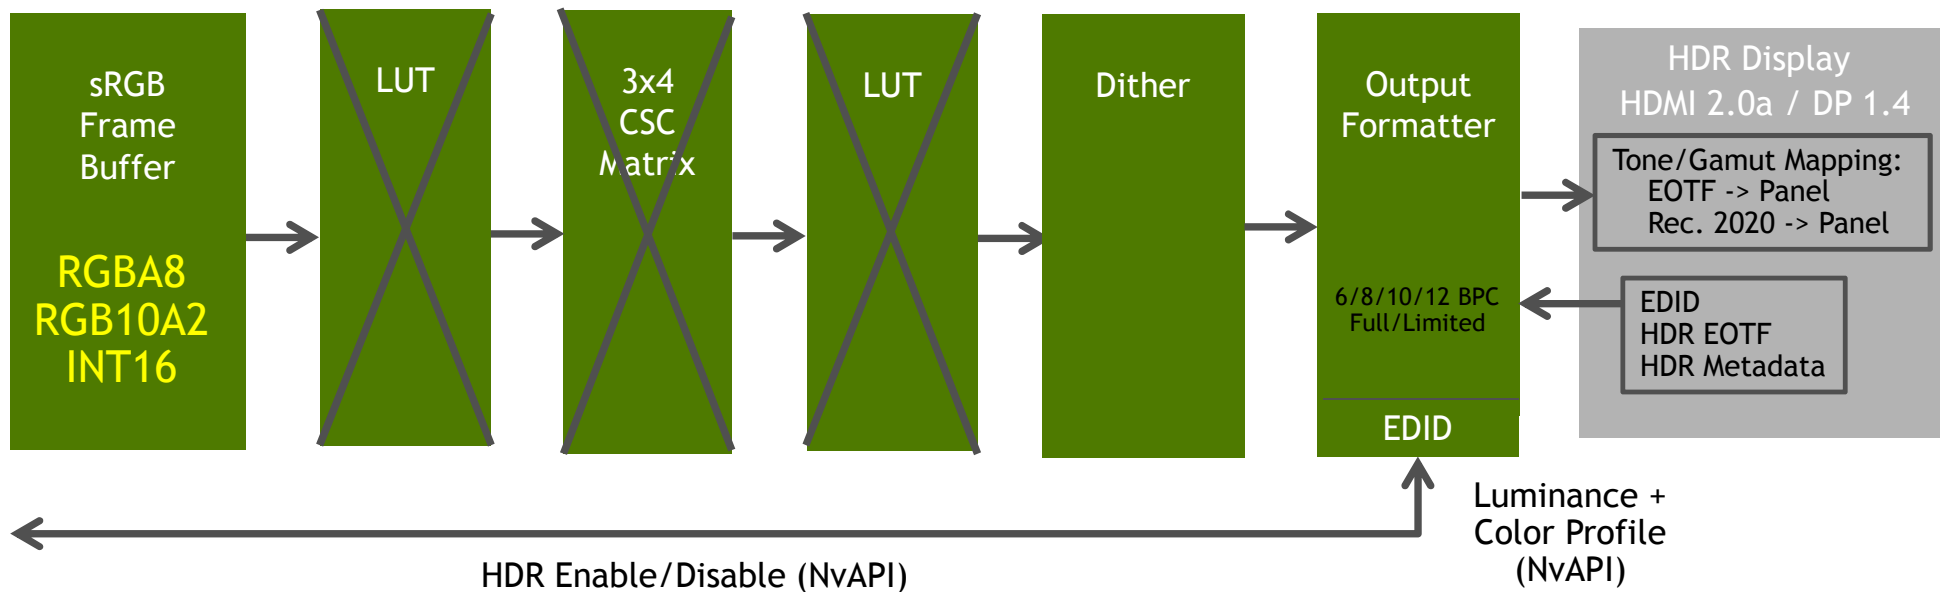 sRGB
Frame
Buffer
RGBA8
RGB10A2
INT16
LUT
3x4
CSC
Matrix
LUT
Dither
Output
Formatter
6/8/10/12 BPC
Full/Limited
EDID
HDR Display
HDMI 2.0a / DP 1.4
Tone/Gamut Mapping:
EOTF -> Panel
Rec. 2020 -> Panel
EDID
HDR EOTF
HDR Metadata
Luminance +
Color Profile
(NvAPI)
HDR Enable/Disable (NvAPI)